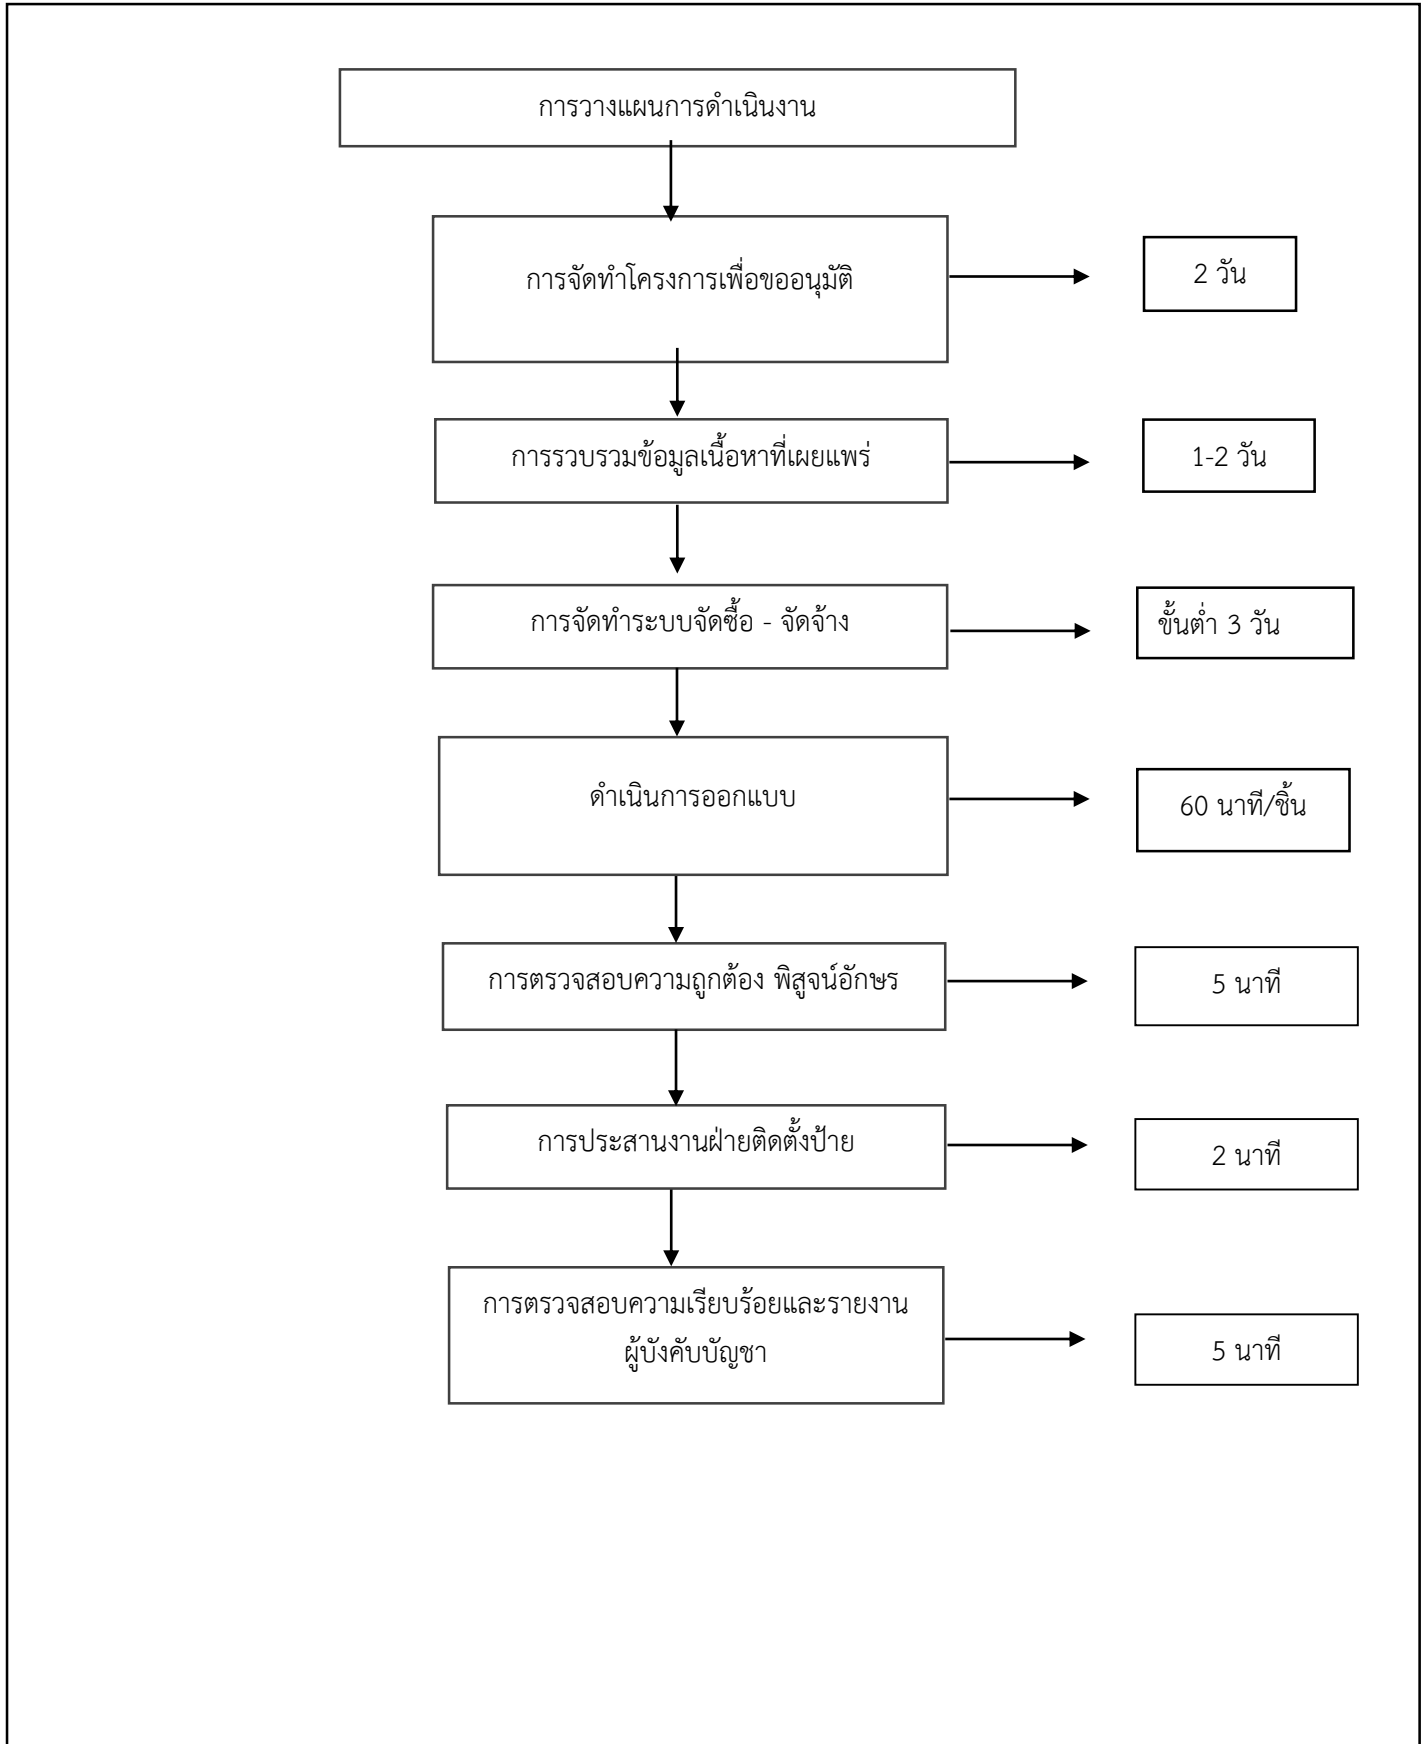 การวางแผนการดำเนินงาน
การจัดทำโครงการเพื่อขออนุมัติ
2 วัน
การรวบรวมข้อมูลเนื้อหาที่เผยแพร่
1-2 วัน
การจัดทำระบบจัดซื้อ - จัดจ้าง
ขั้นต่ำ 3 วัน
ดำเนินการออกแบบ
60 นาที/ชิ้น
การตรวจสอบความถูกต้อง พิสูจน์อักษร
5 นาที
การประสานงานฝ่ายติดตั้งป้าย
2 นาที
การตรวจสอบความเรียบร้อยและรายงาน
ผู้บังคับบัญชา
5 นาที